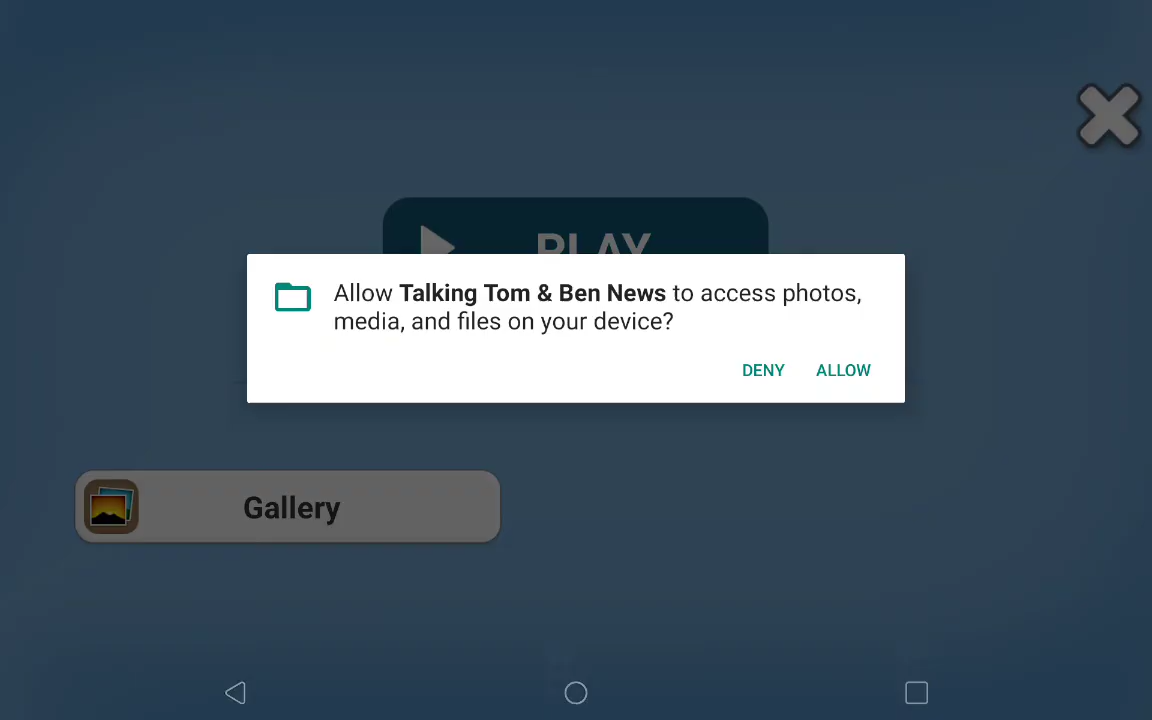 PLAY
Allow Talking Tom & Ben News to access photos,
media, and files on your device?
DENY ALLOW
Gallery